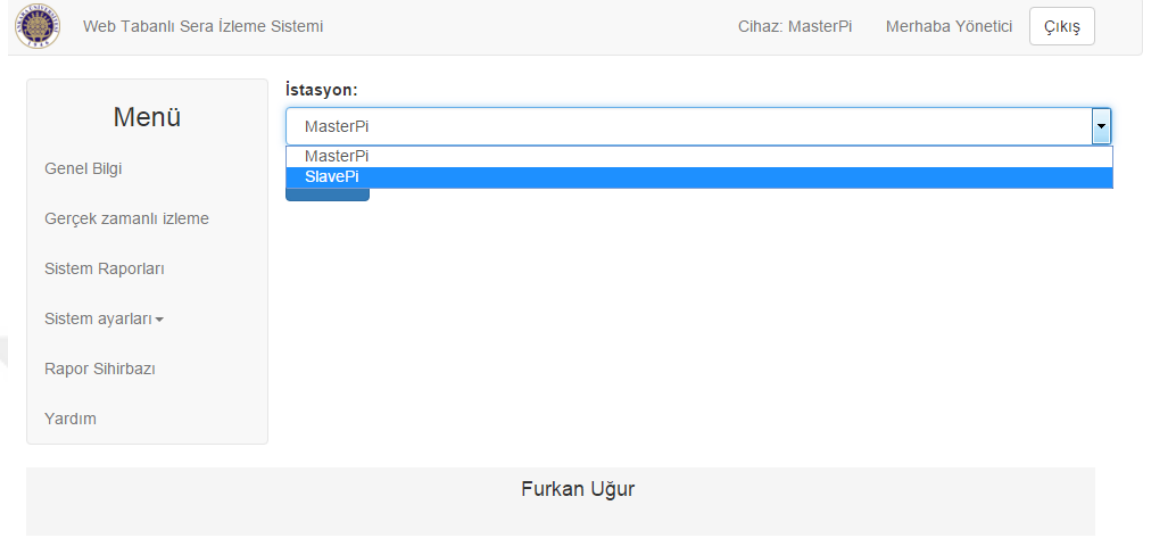 Web Tabanlı Sera İzleme Sistemi Cihaz: MasterPi Merhaba Yönetici Çıkış
Menü
Genel Bilgi
Gerçek zamanlı izleme
Sistem Raporları
Sistem ayarları
Rapor Sihirbazı
Yardım
İstasyon:
MasterPi
MasterPi
SlavePi
Furkan Uğur